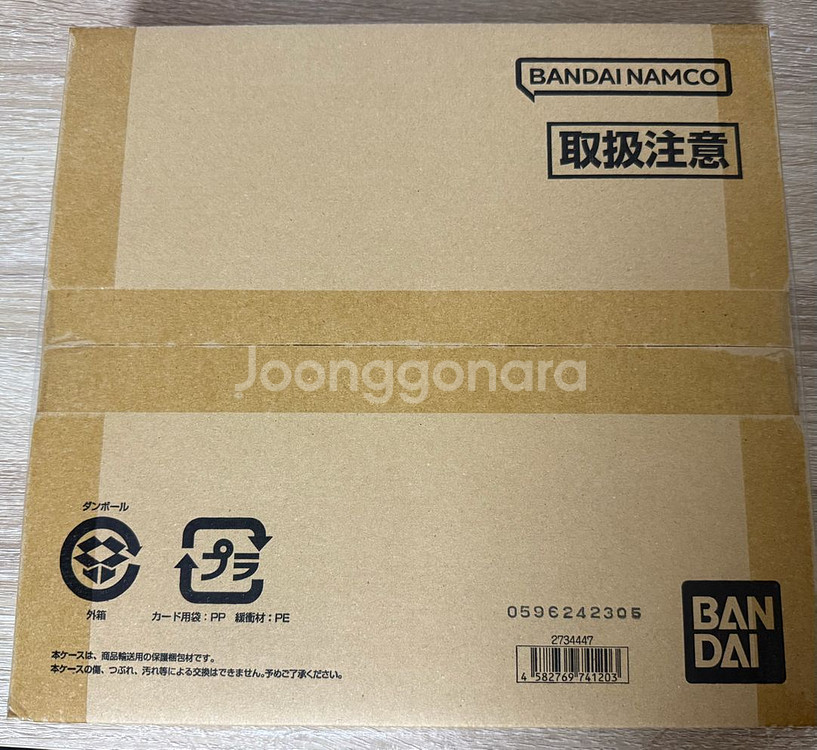 BANDAI NAMCO
取扱注意
Joonggonara
ダンボール
外箱
プラ
カード用袋：PP 緩衝材：PE
本ケースは、商品輸送用の保護梱包材です。
本ケースの傷、つぶれ、汚れ等による交換はできません。予めご了承ください。
0596242305
2734447
4 582769 741203
BAN
DAI